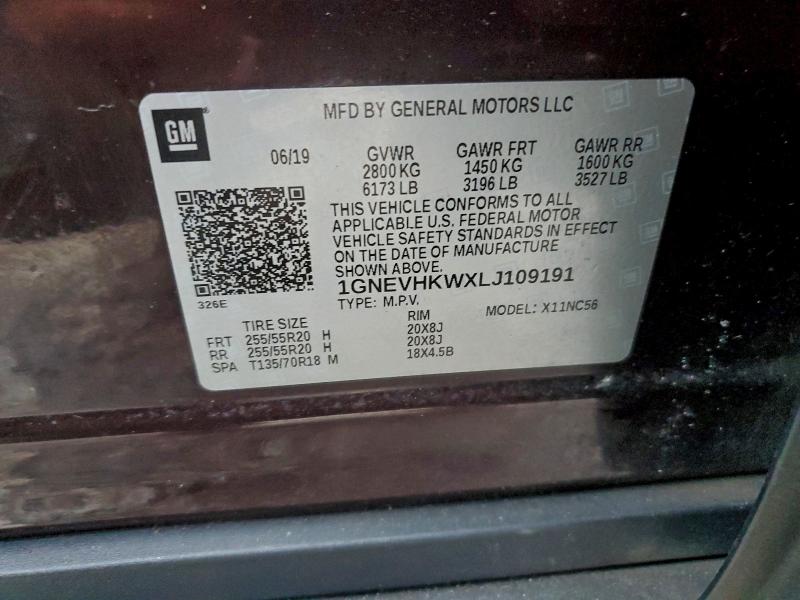 GM
MFD BY GENERAL MOTORS LLC
06/19 GVWR GAWR FRT GAWR RR
2800 KG 1450 KG 1600 KG
6173 LB 3196 LB 3527 LB
THIS VEHICLE CONFORMS TO ALL
APPLICABLE U.S. FEDERAL MOTOR
VEHICLE SAFETY STANDARDS IN EFFECT
ON THE DATE OF MANUFACTURE
SHOWN ABOVE.
326E
1GNEVHKWXLJ109191
TYPE: M.P.V. MODEL: X11NC56
TIRE SIZE RIM
FRT 255/55R20 H 20X8J
RR 255/55R20 H 20X8J
SPA T135/70R18 M 18X4.5B